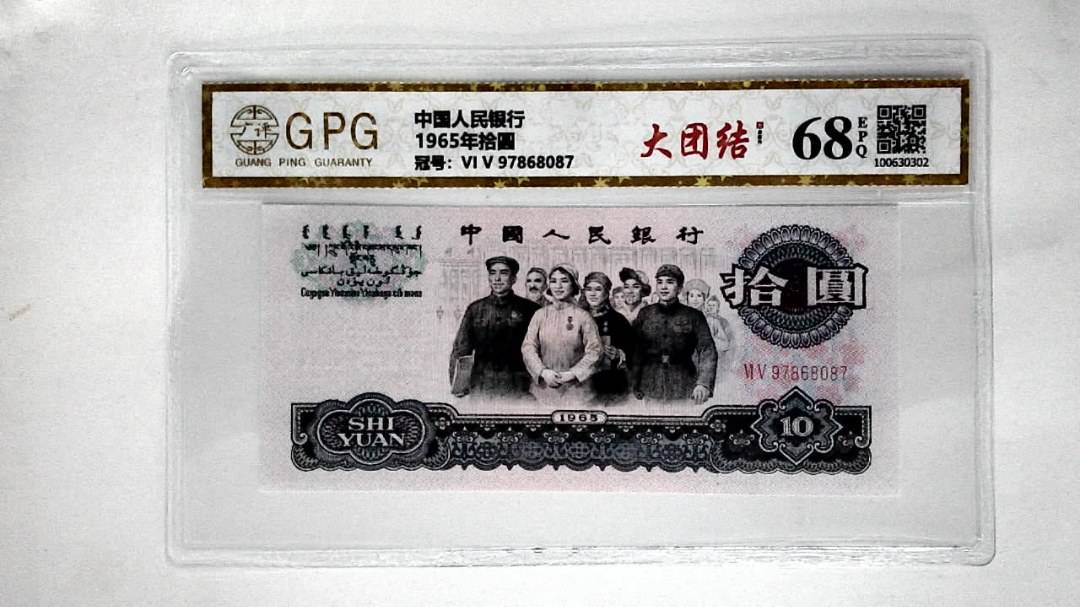 GPG
GUANG PING GUARANTY
中国人民银行
1965年拾圓
冠号：VI V 97868087
大团结
68
EPQ
100630302
中國人民銀行
拾圓
VI V 97868087
1965
SHI
YUAN
10